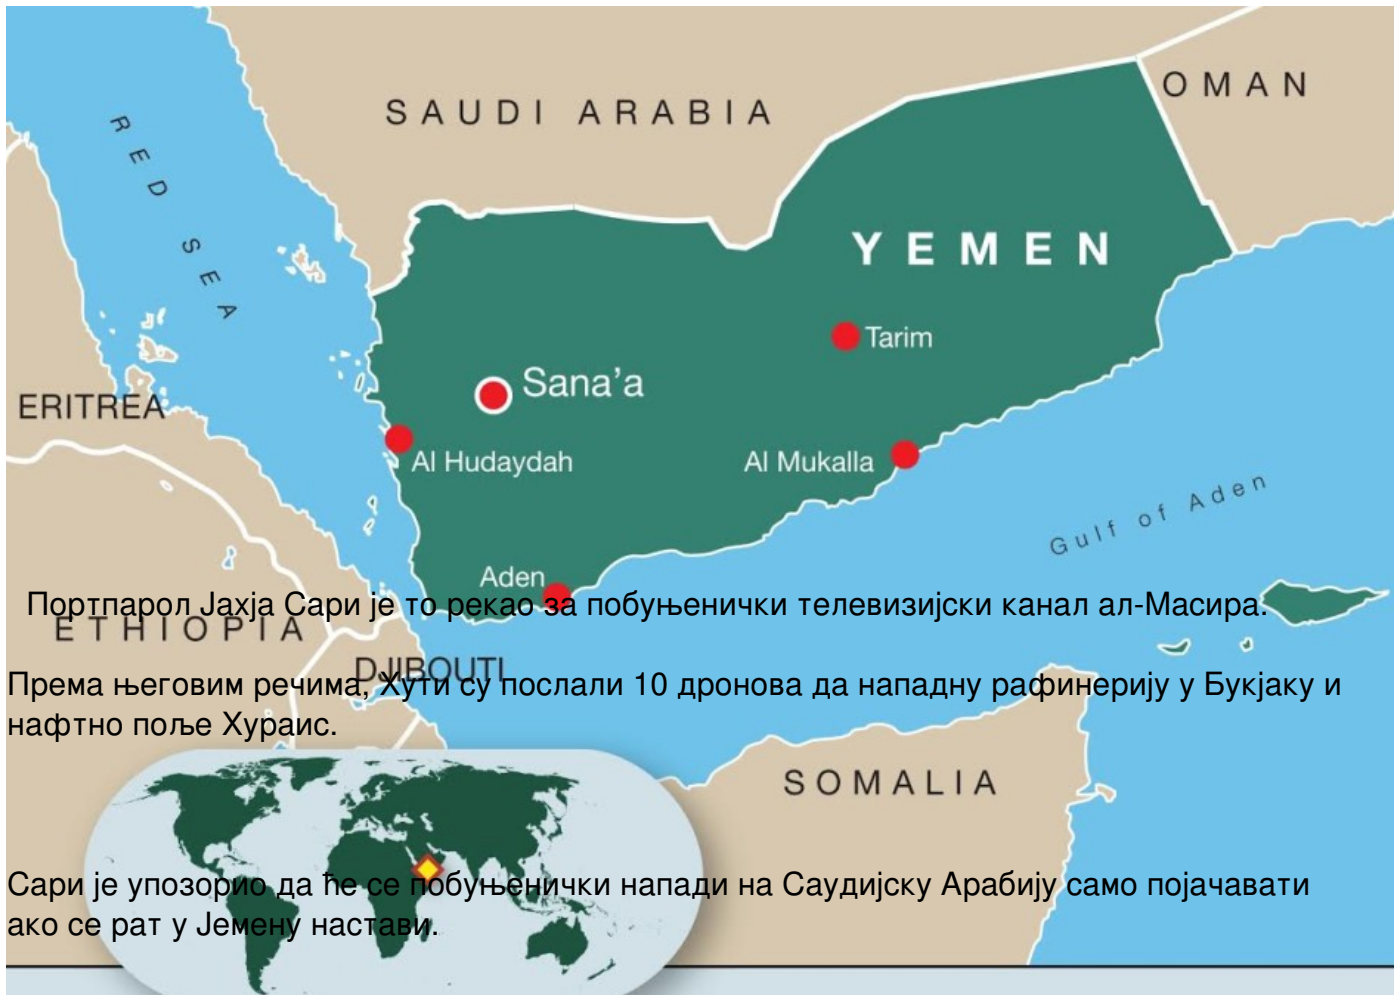 SAUDI ARABIA
OMAN
RED SEA
YEMEN
Tarim
Sana’a
ERITREA
Al Hudaydah
Al Mukalla
Gulf of Aden
Aden
Портпарол Јахја Сари је то рекао за побуњенички телевизијски канал ал-Масира.
ETHIOPIA
DJIBOUTI
Према његовим речима, Хути су послали 10 дронова да нападну рафинерију у Букјаку и
нафтно поље Хураис.
SOMALIA
Сари је упозорио да ће се побуњенички напади на Саудијску Арабију само појачавати
ако се рат у Јемену настави.